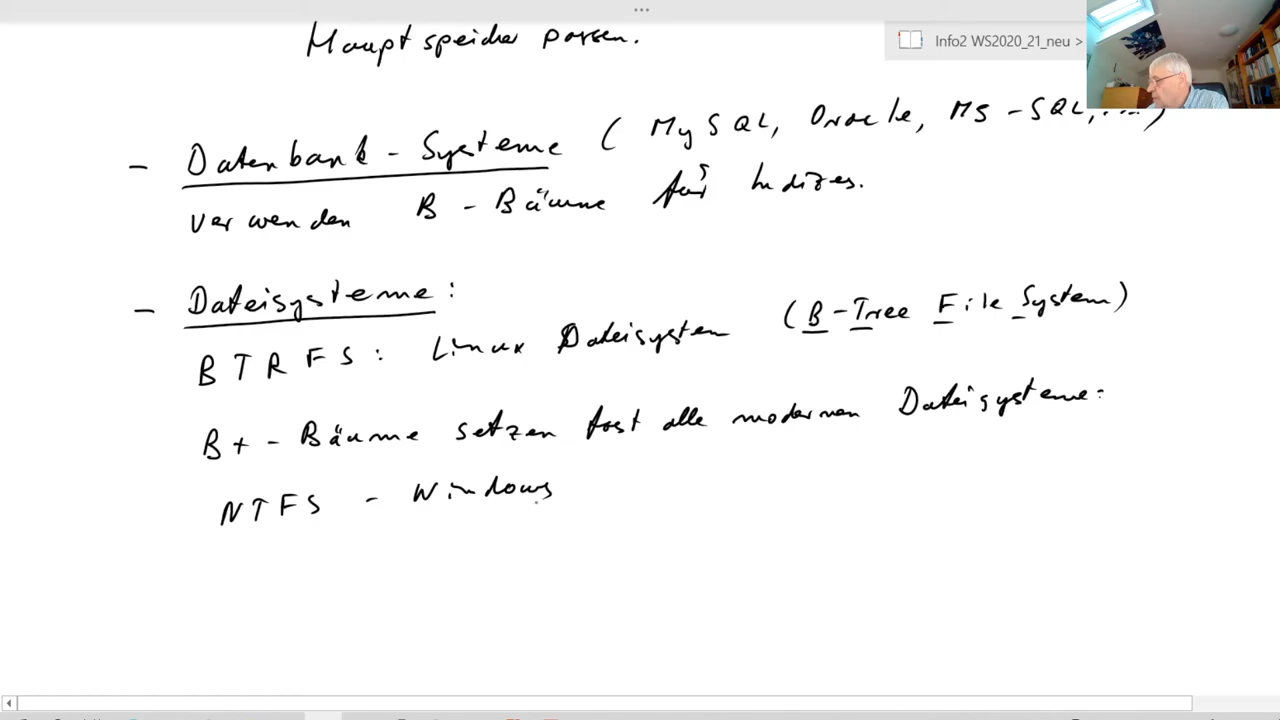 Hauptspeicher passen.
Info2 WS2020_21_neu >
- Datenbank-Systeme (MySQL, Oracle, MS-SQL, ...)
verwenden B-Bäume für Indizes.
- Dateisysteme:
BTRFS: Linux Dateisystem (B-Tree File System)
B+-Bäume setzen fast alle modernen Dateisysteme:
NTFS - Windows